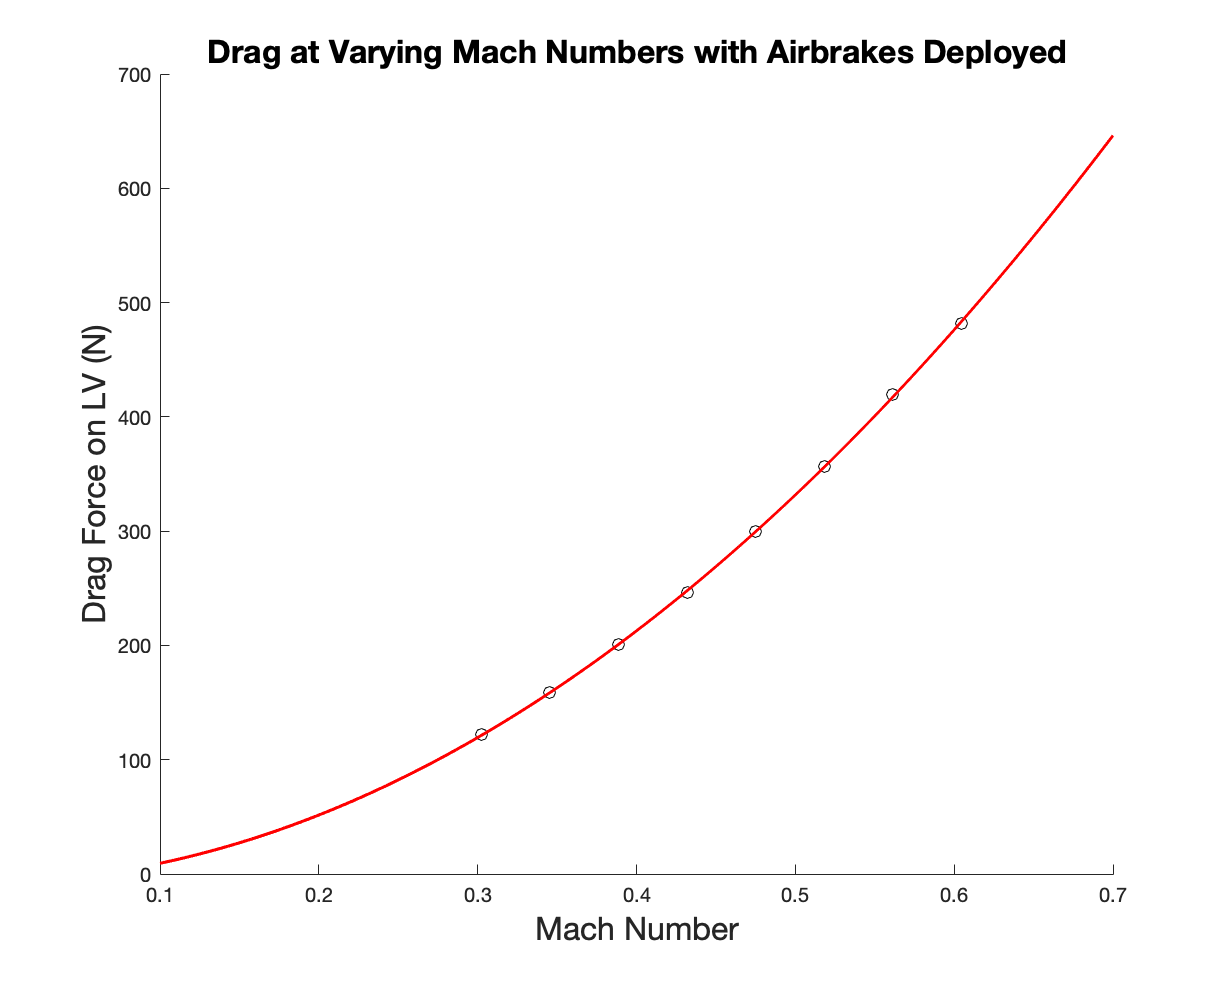 Drag at Varying Mach Numbers with Airbrakes Deployed
700
600
500
400
300
200
100
0
Drag Force on LV (N)
0.1 0.2 0.3 0.4 0.5 0.6 0.7
Mach Number